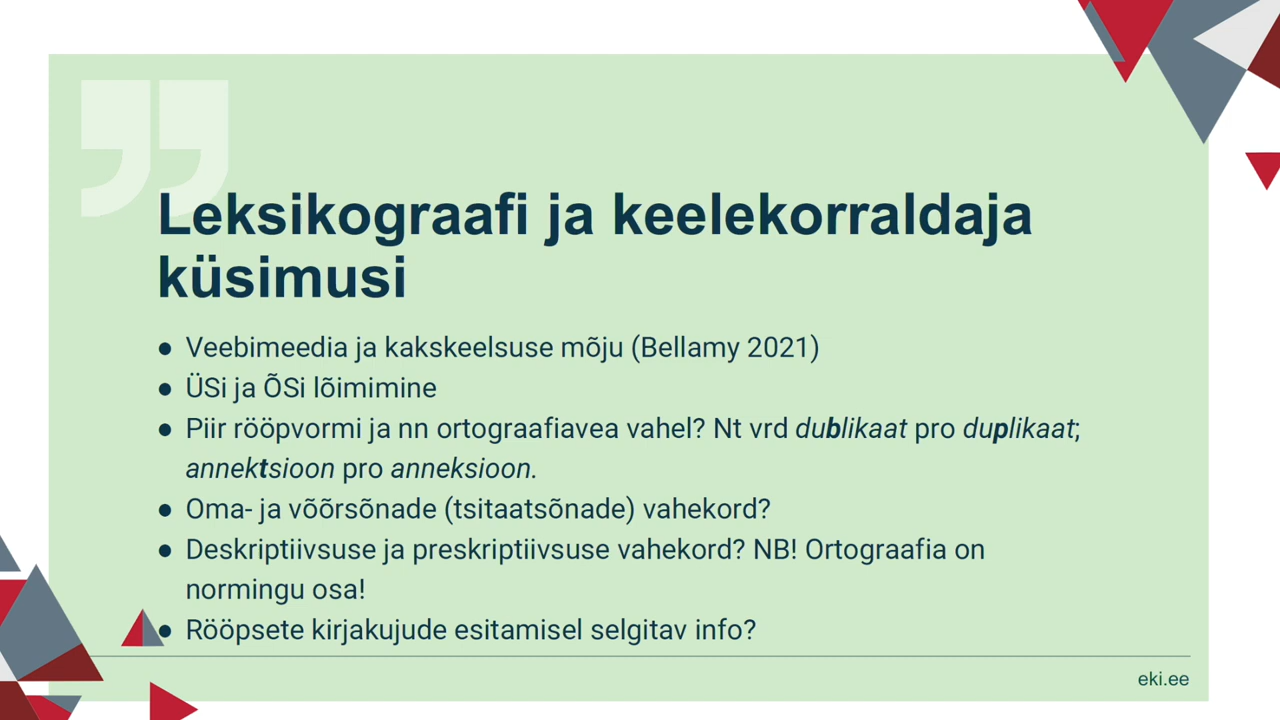 Leksikograafi ja keelekorraldaja
küsimusi
● Veebimeedia ja kakskeelsuse mõju (Bellamy 2021)
● ÜSi ja ÕSi lõimimine
● Piir rööpvormi ja nn ortograafiavea vahel? Nt vrd dublikaat pro duplikaat;
annektsioon pro anneksioon.
● Oma- ja võõrsõnade (tsitaatsõnade) vahekord?
● Deskriptiivsuse ja preskriptiivsuse vahekord? NB! Ortograafia on
normingu osa!
● Rööpsete kirjakujude esitamisel selgitav info?
eki.ee